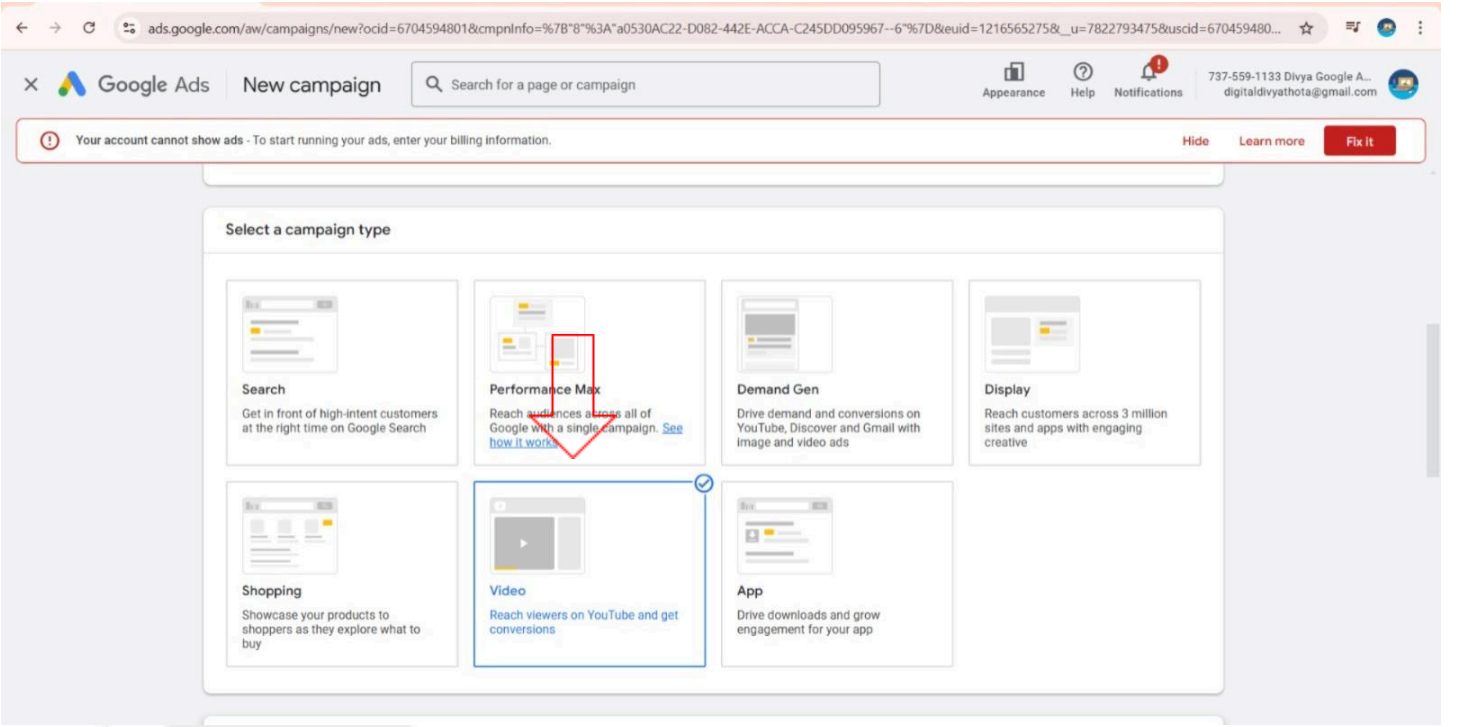 ads.google.com/aw/campaigns/new?ocid=6704594801&cmpnInfo=%7B"8"%3A"a0530AC22-D082-442E-ACCA-C245DD095967--6"%7D&euid=1216565275&__u=7822793475&uscid=670459480...
Google Ads New campaign Search for a page or campaign Appearance Help Notifications 737-559-1133 Divya Google A...
digitaldivyathota@gmail.com
Your account cannot show ads - To start running your ads, enter your billing information. Hide Learn more Fix it
Select a campaign type
Search
Get in front of high-intent customers
at the right time on Google Search
Performance Max
Reach audiences across all of
Google with a single campaign. See
how it works
Demand Gen
Drive demand and conversions on
YouTube, Discover and Gmail with
image and video ads
Display
Reach customers across 3 million
sites and apps with engaging
creative
Shopping
Showcase your products to
shoppers as they explore what to
buy
Video
Reach viewers on YouTube and get
conversions
App
Drive downloads and grow
engagement for your app